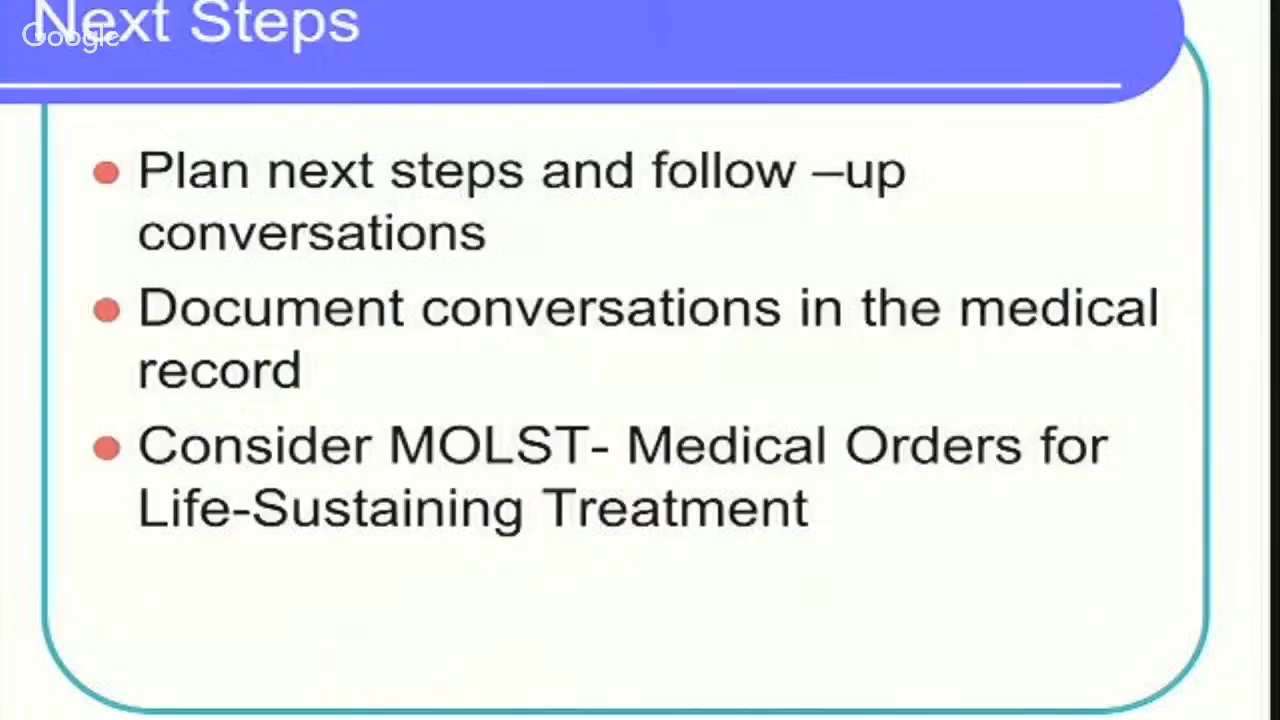 Next Steps
Google
Plan next steps and follow –up
conversations
Document conversations in the medical
record
Consider MOLST- Medical Orders for
Life-Sustaining Treatment